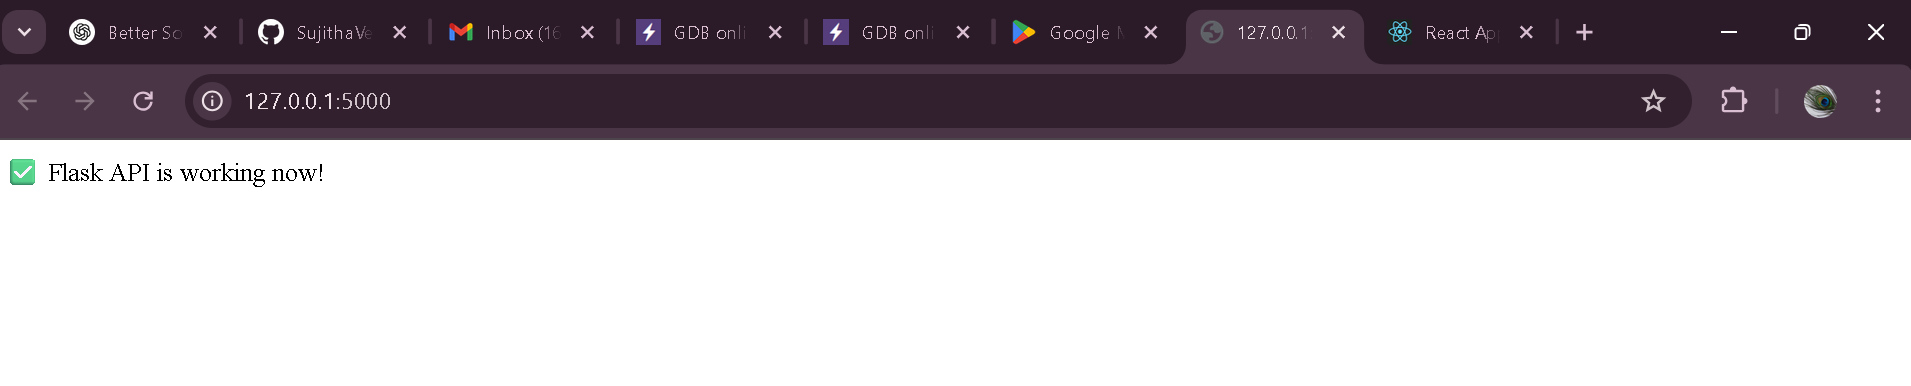 Better So
SujithaVe
Inbox (16
GDB onli
GDB onli
Google M
127.0.0.1
React Ap
127.0.0.1:5000
✅ Flask API is working now!